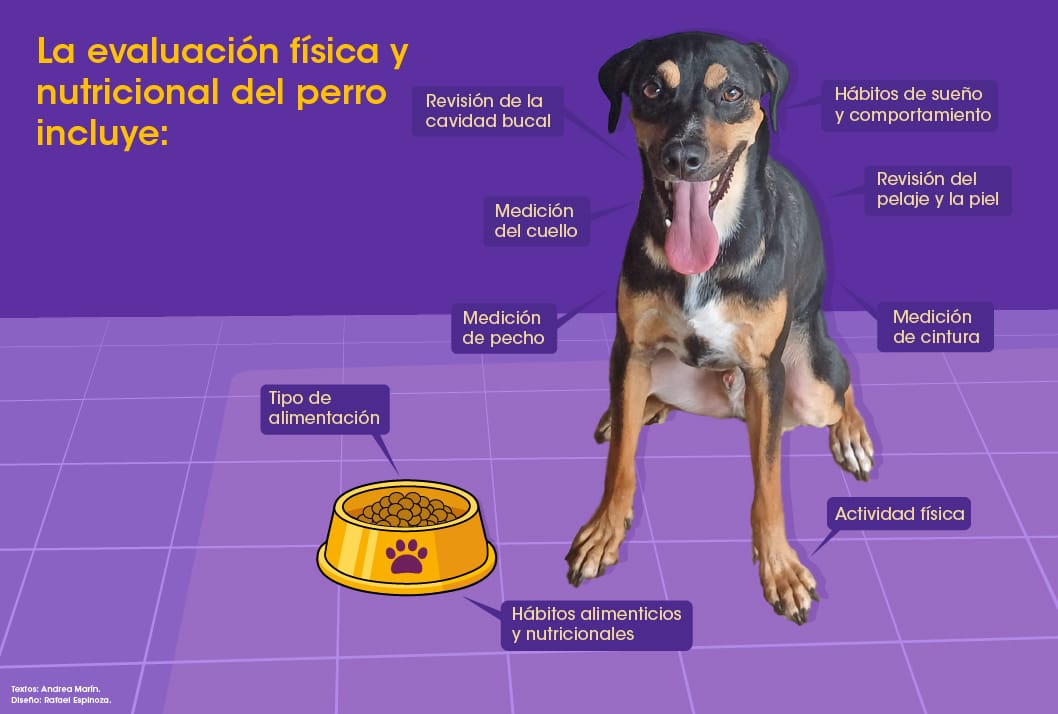 La evaluación física y
nutricional del perro
incluye:
Revisión de la
cavidad bucal
Hábitos de sueño
y comportamiento
Medición
del cuello
Revisión del
pelaje y la piel
Medición
de pecho
Medición
de cintura
Tipo de
alimentación
Actividad física
Hábitos alimenticios
y nutricionales
Textos: Andrea Marín.
Diseño: Rafael Espinoza.